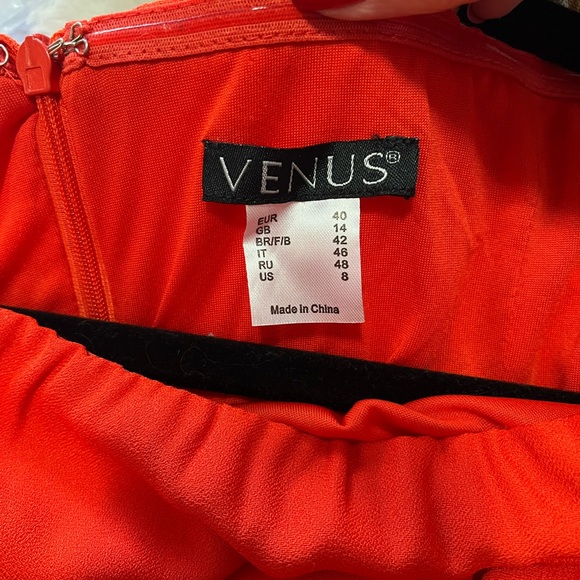 VENUS®
EUR 40
GB 14
BR/F/B 42
IT 46
RU 48
US 8
Made in China